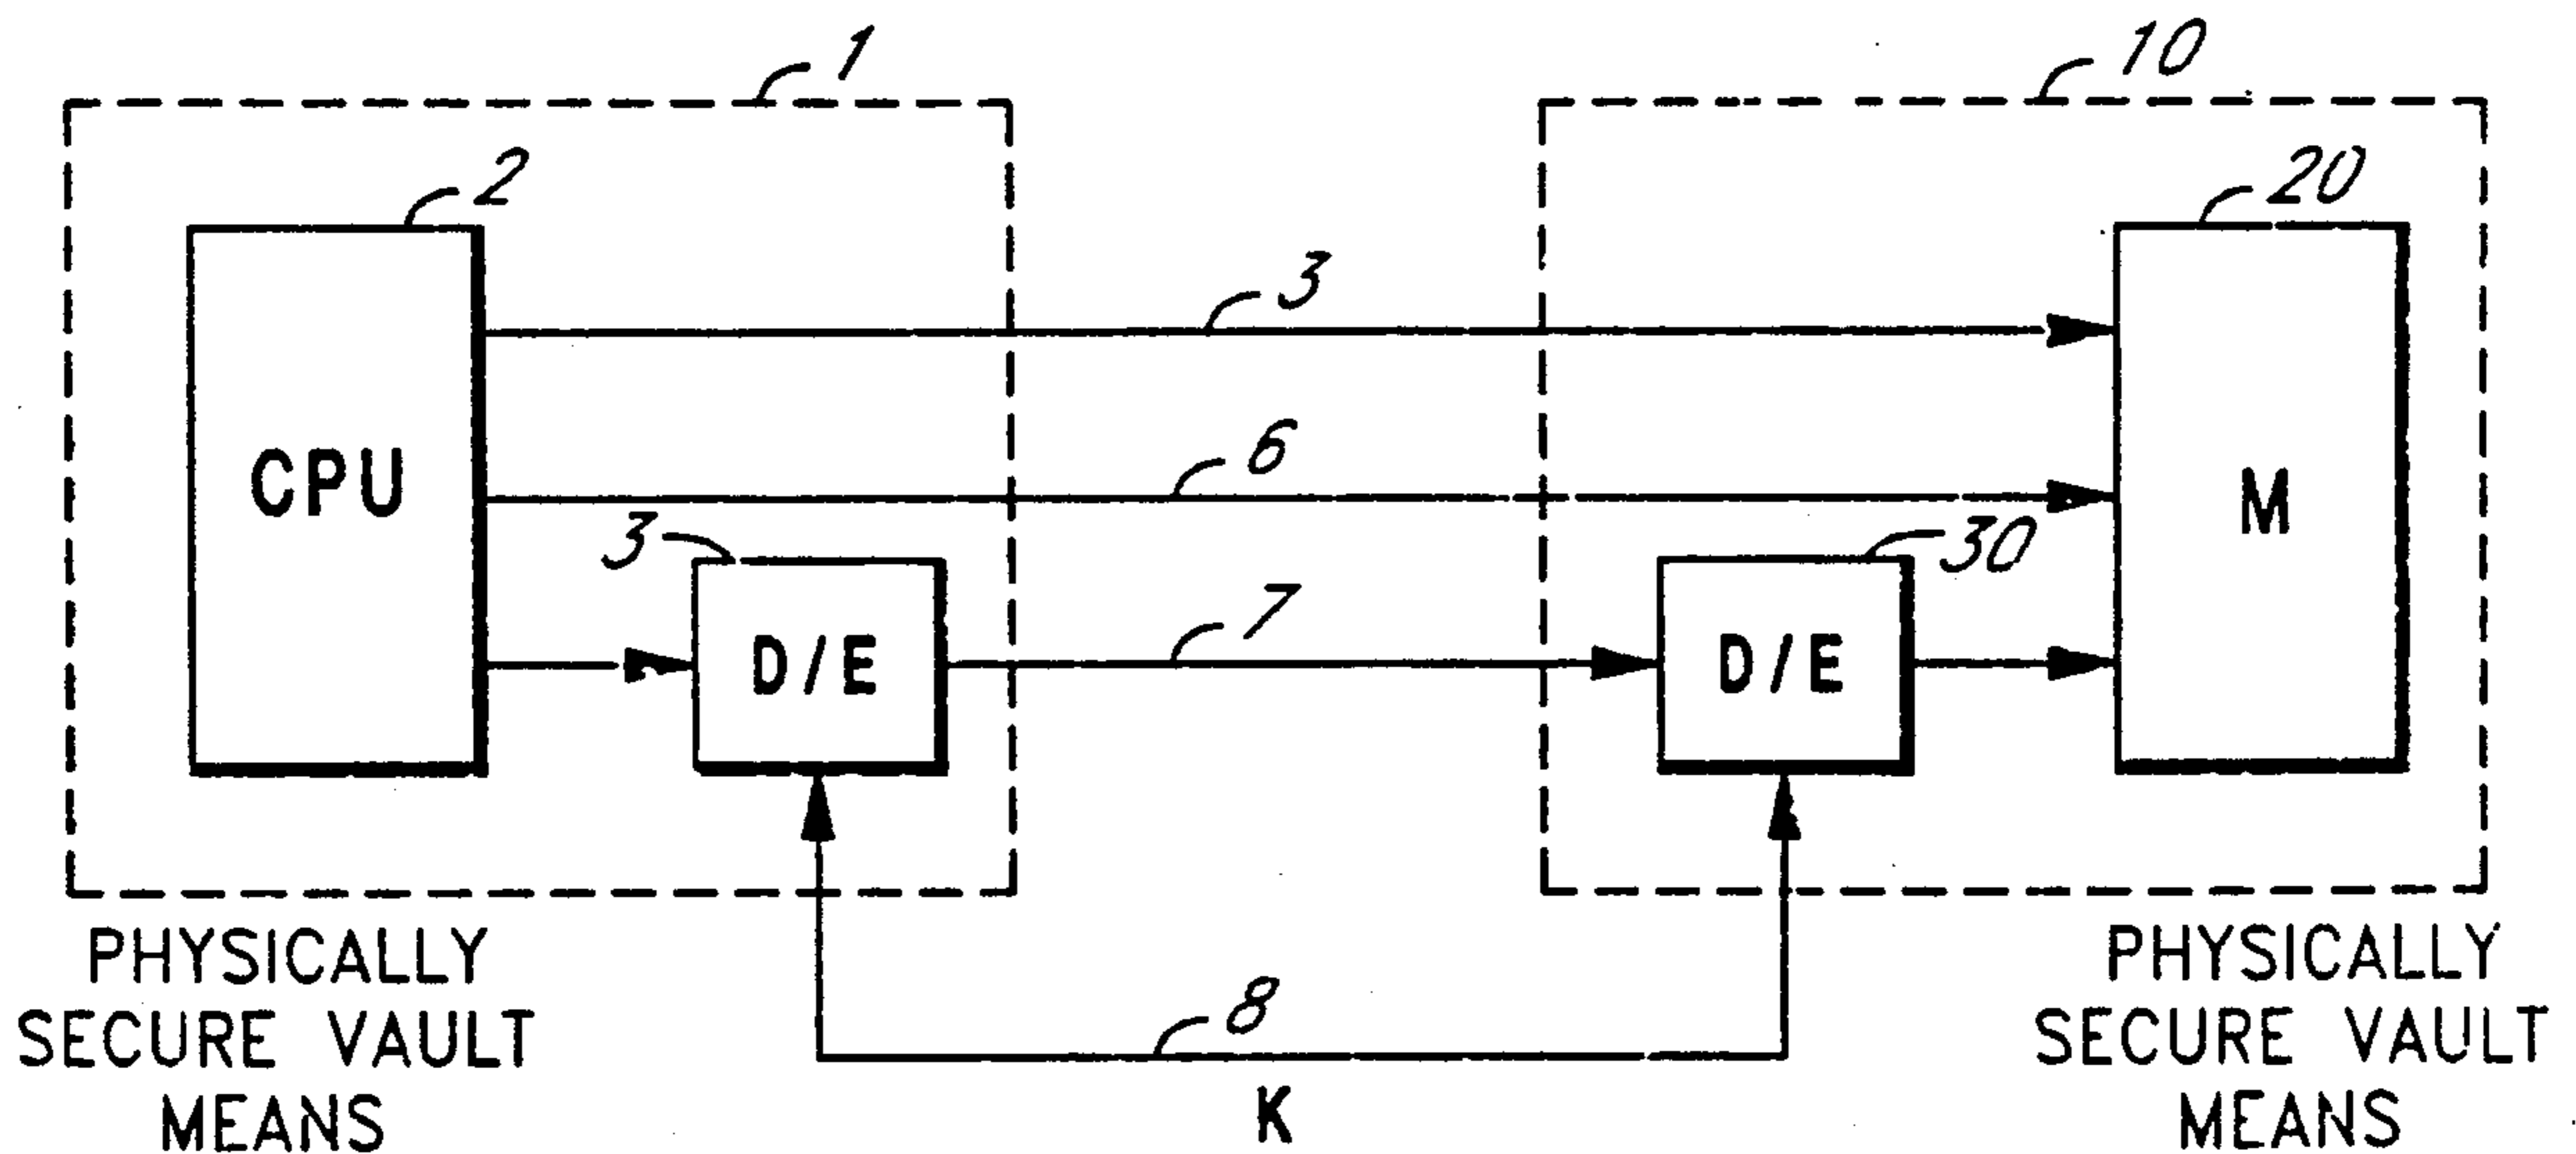 1
10
2
20
3
CPU
6
M
3
30
D/E
7
D/E
PHYSICALLY
SECURE VAULT
MEANS
8
K
PHYSICALLY
SECURE VAULT
MEANS